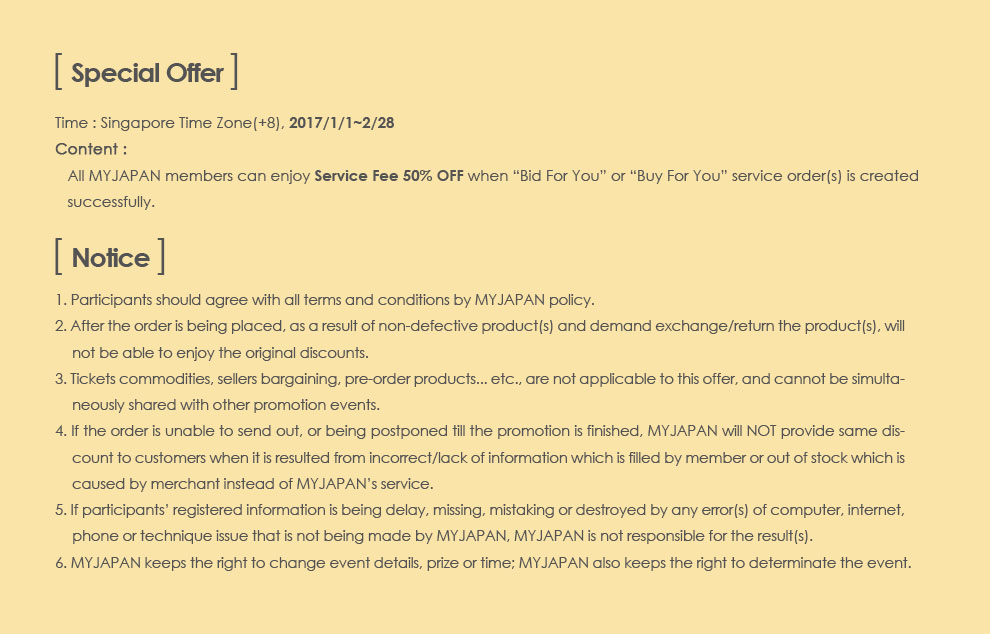 [ Special Offer ]
Time : Singapore Time Zone(+8), 2017/1/1~2/28
Content :
All MYJAPAN members can enjoy Service Fee 50% OFF when “Bid For You” or “Buy For You” service order(s) is created
successfully.
[ Notice ]
1. Participants should agree with all terms and conditions by MYJAPAN policy.
2. After the order is being placed, as a result of non-defective product(s) and demand exchange/return the product(s), will
not be able to enjoy the original discounts.
3. Tickets commodities, sellers bargaining, pre-order products... etc., are not applicable to this offer, and cannot be simulta-
neously shared with other promotion events.
4. If the order is unable to send out, or being postponed till the promotion is finished, MYJAPAN will NOT provide same dis-
count to customers when it is resulted from incorrect/lack of information which is filled by member or out of stock which is
caused by merchant instead of MYJAPAN’s service.
5. If participants’ registered information is being delay, missing, mistaking or destroyed by any error(s) of computer, internet,
phone or technique issue that is not being made by MYJAPAN, MYJAPAN is not responsible for the result(s).
6. MYJAPAN keeps the right to change event details, prize or time; MYJAPAN also keeps the right to determinate the event.